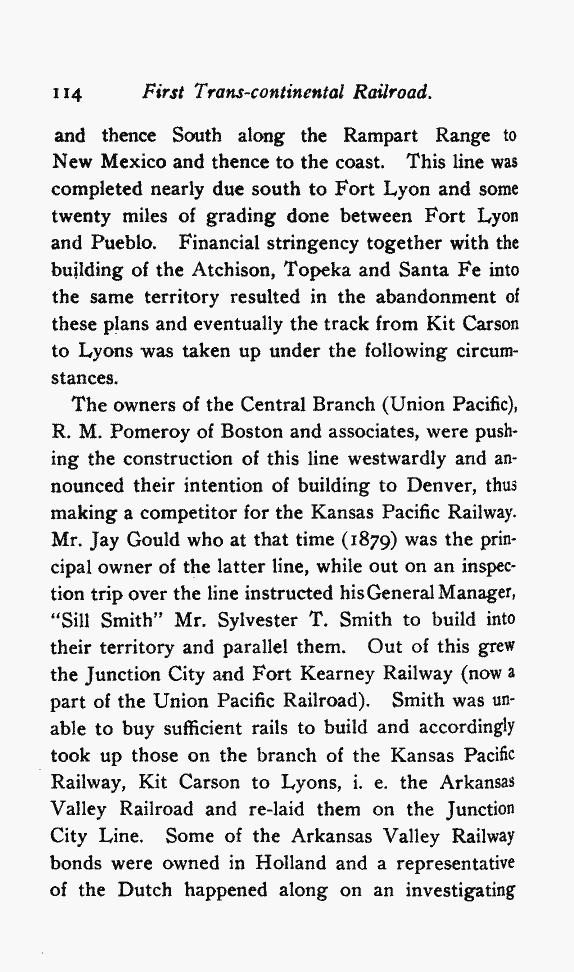 114 First Trans-continental Railroad.
and thence South along the Rampart Range to
New Mexico and thence to the coast. This line was
completed nearly due south to Fort Lyon and some
twenty miles of grading done between Fort Lyon
and Pueblo. Financial stringency together with the
building of the Atchison, Topeka and Santa Fe into
the same territory resulted in the abandonment of
these plans and eventually the track from Kit Carson
to Lyons was taken up under the following circum-
stances.
The owners of the Central Branch (Union Pacific),
R. M. Pomeroy of Boston and associates, were push-
ing the construction of this line westwardly and an-
nounced their intention of building to Denver, thus
making a competitor for the Kansas Pacific Railway.
Mr. Jay Gould who at that time (1879) was the prin-
cipal owner of the latter line, while out on an inspec-
tion trip over the line instructed his General Manager,
"Sill Smith" Mr. Sylvester T. Smith to build into
their territory and parallel them. Out of this grew
the Junction City and Fort Kearney Railway (now a
part of the Union Pacific Railroad). Smith was un-
able to buy sufficient rails to build and accordingly
took up those on the branch of the Kansas Pacific
Railway, Kit Carson to Lyons, i. e. the Arkansas
Valley Railroad and re-laid them on the Junction
City Line. Some of the Arkansas Valley Railway
bonds were owned in Holland and a representative
of the Dutch happened along on an investigating